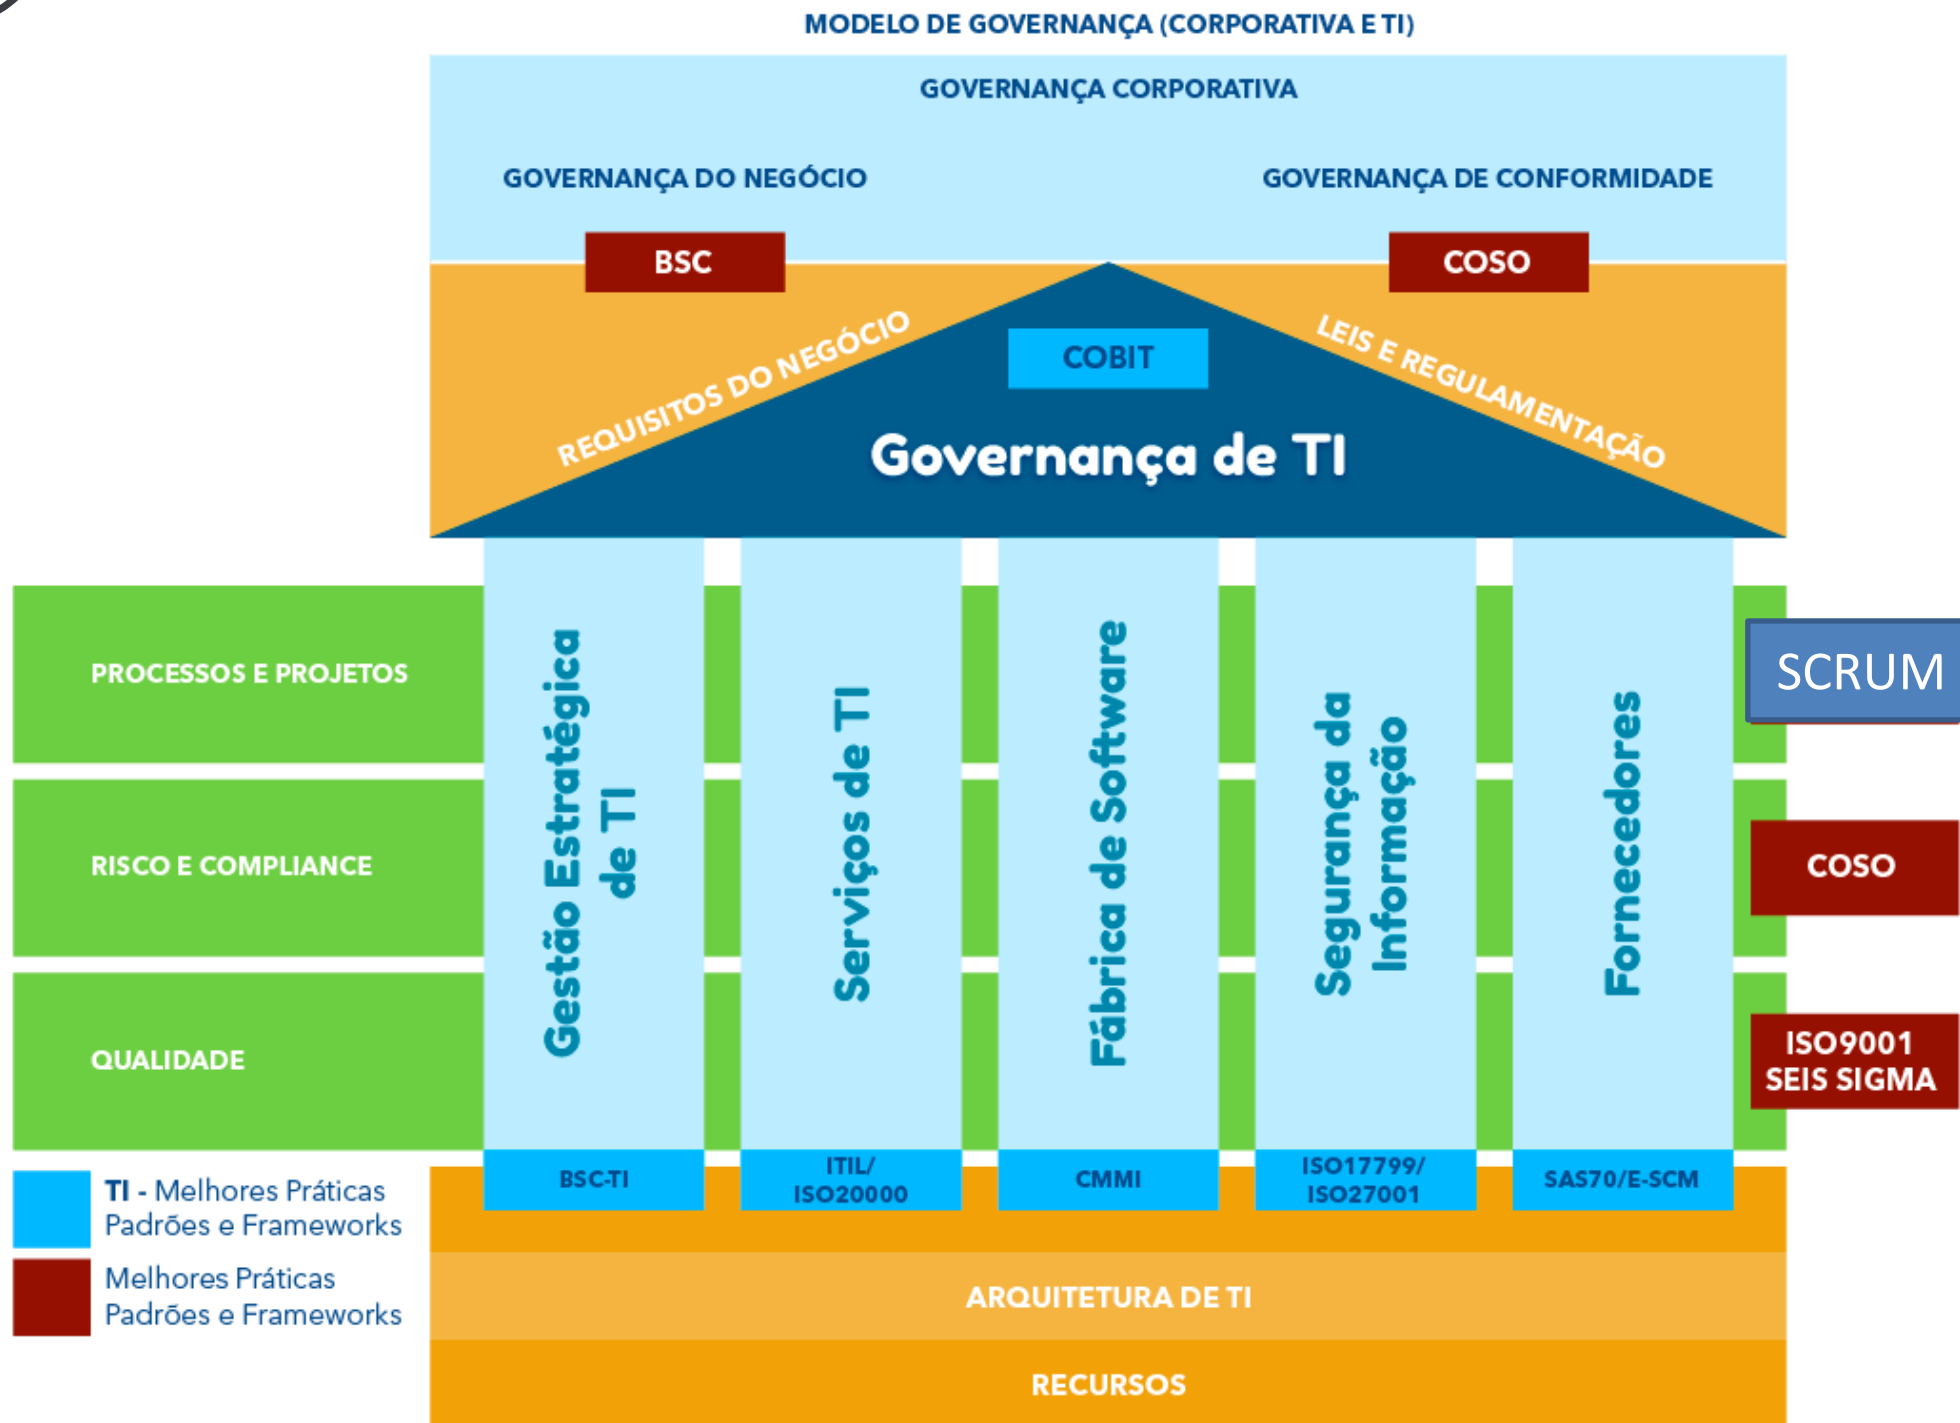 MODELO DE GOVERNANÇA (CORPORATIVA E TI)
GOVERNANÇA CORPORATIVA
GOVERNANÇA DO NEGÓCIO
GOVERNANÇA DE CONFORMIDADE
BSC
COSO
REQUISITOS DO NEGÓCIO
LEIS E REGULAMENTAÇÃO
COBIT
Governança de TI
PROCESSOS E PROJETOS
RISCO E COMPLIANCE
QUALIDADE
Gestão Estratégica
de TI
Serviços de TI
Fábrica de Software
Segurança da
Informação
Fornecedores
SCRUM
COSO
ISO9001
SEIS SIGMA
BSC-TI
ITIL/
ISO20000
CMMI
ISO17799/
ISO27001
SAS70/E-SCM
TI - Melhores Práticas
Padrões e Frameworks
Melhores Práticas
Padrões e Frameworks
ARQUITETURA DE TI
RECURSOS